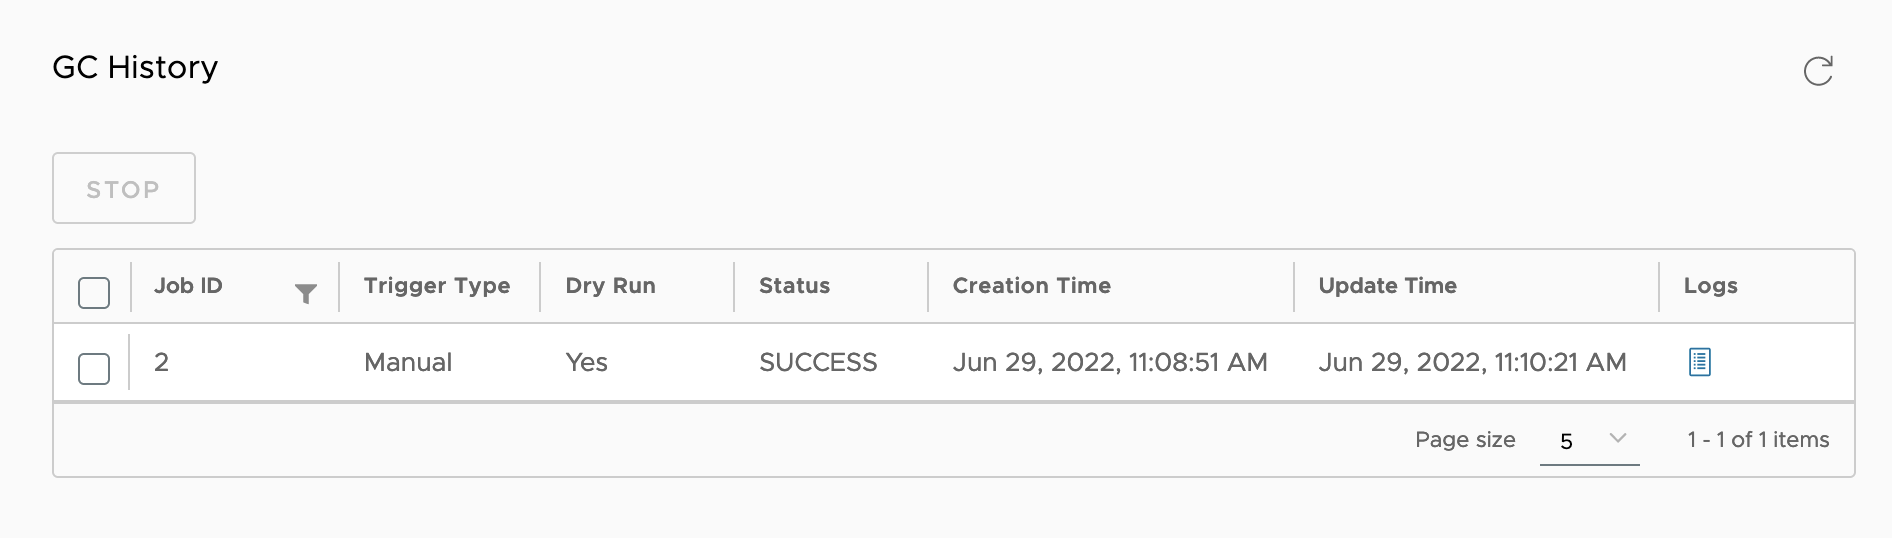 GC History
STOP
Job ID Trigger Type Dry Run Status Creation Time Update Time Logs
2 Manual Yes SUCCESS Jun 29, 2022, 11:08:51 AM Jun 29, 2022, 11:10:21 AM
Page size 5 1 - 1 of 1 items